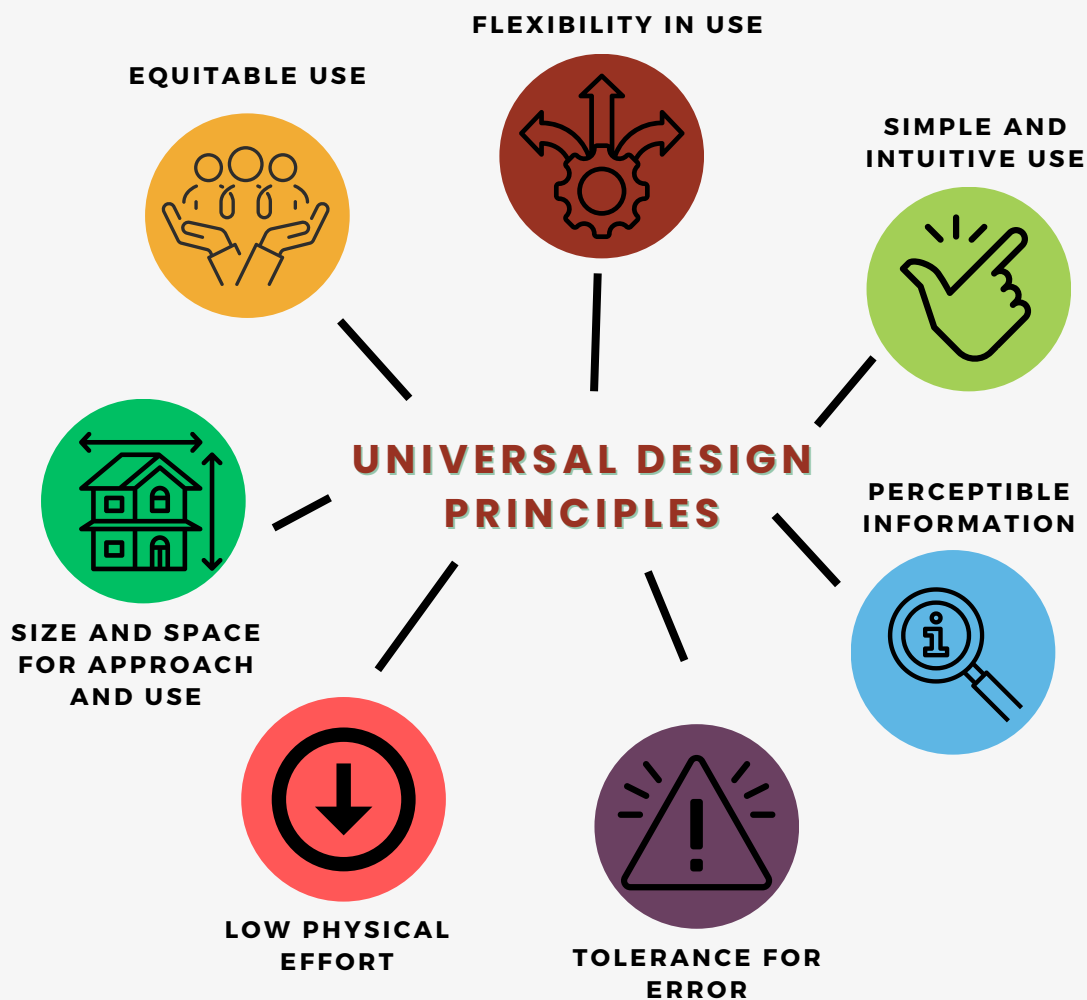 FLEXIBILITY IN USE
EQUITABLE USE
SIMPLE AND
INTUITIVE USE
UNIVERSAL DESIGN
PRINCIPLES
PERCEPTIBLE
INFORMATION
i
SIZE AND SPACE
FOR APPROACH
AND USE
LOW PHYSICAL
EFFORT
!
TOLERANCE FOR
ERROR